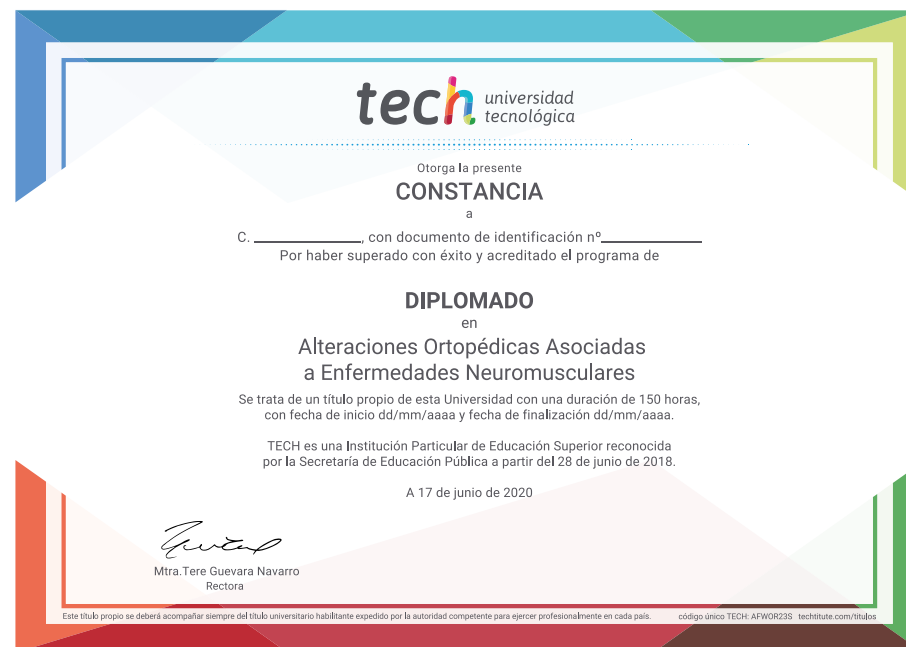 tech universidad
tecnológica
Otorga la presente
CONSTANCIA
a
C. ____________, con documento de identificación nº____________
Por haber superado con éxito y acreditado el programa de
DIPLOMADO
en
Alteraciones Ortopédicas Asociadas
a Enfermedades Neuromusculares
Se trata de un título propio de esta Universidad con una duración de 150 horas,
con fecha de inicio dd/mm/aaaa y fecha de finalización dd/mm/aaaa.
TECH es una Institución Particular de Educación Superior reconocida
por la Secretaría de Educación Pública a partir del 28 de junio de 2018.
A 17 de junio de 2020
Mtra.Tere Guevara Navarro
Rectora
Este título propio se deberá acompañar siempre del título universitario habilitante expedido por la autoridad competente para ejercer profesionalmente en cada país. código único TECH: AFWOR23S techtitute.com/titulos